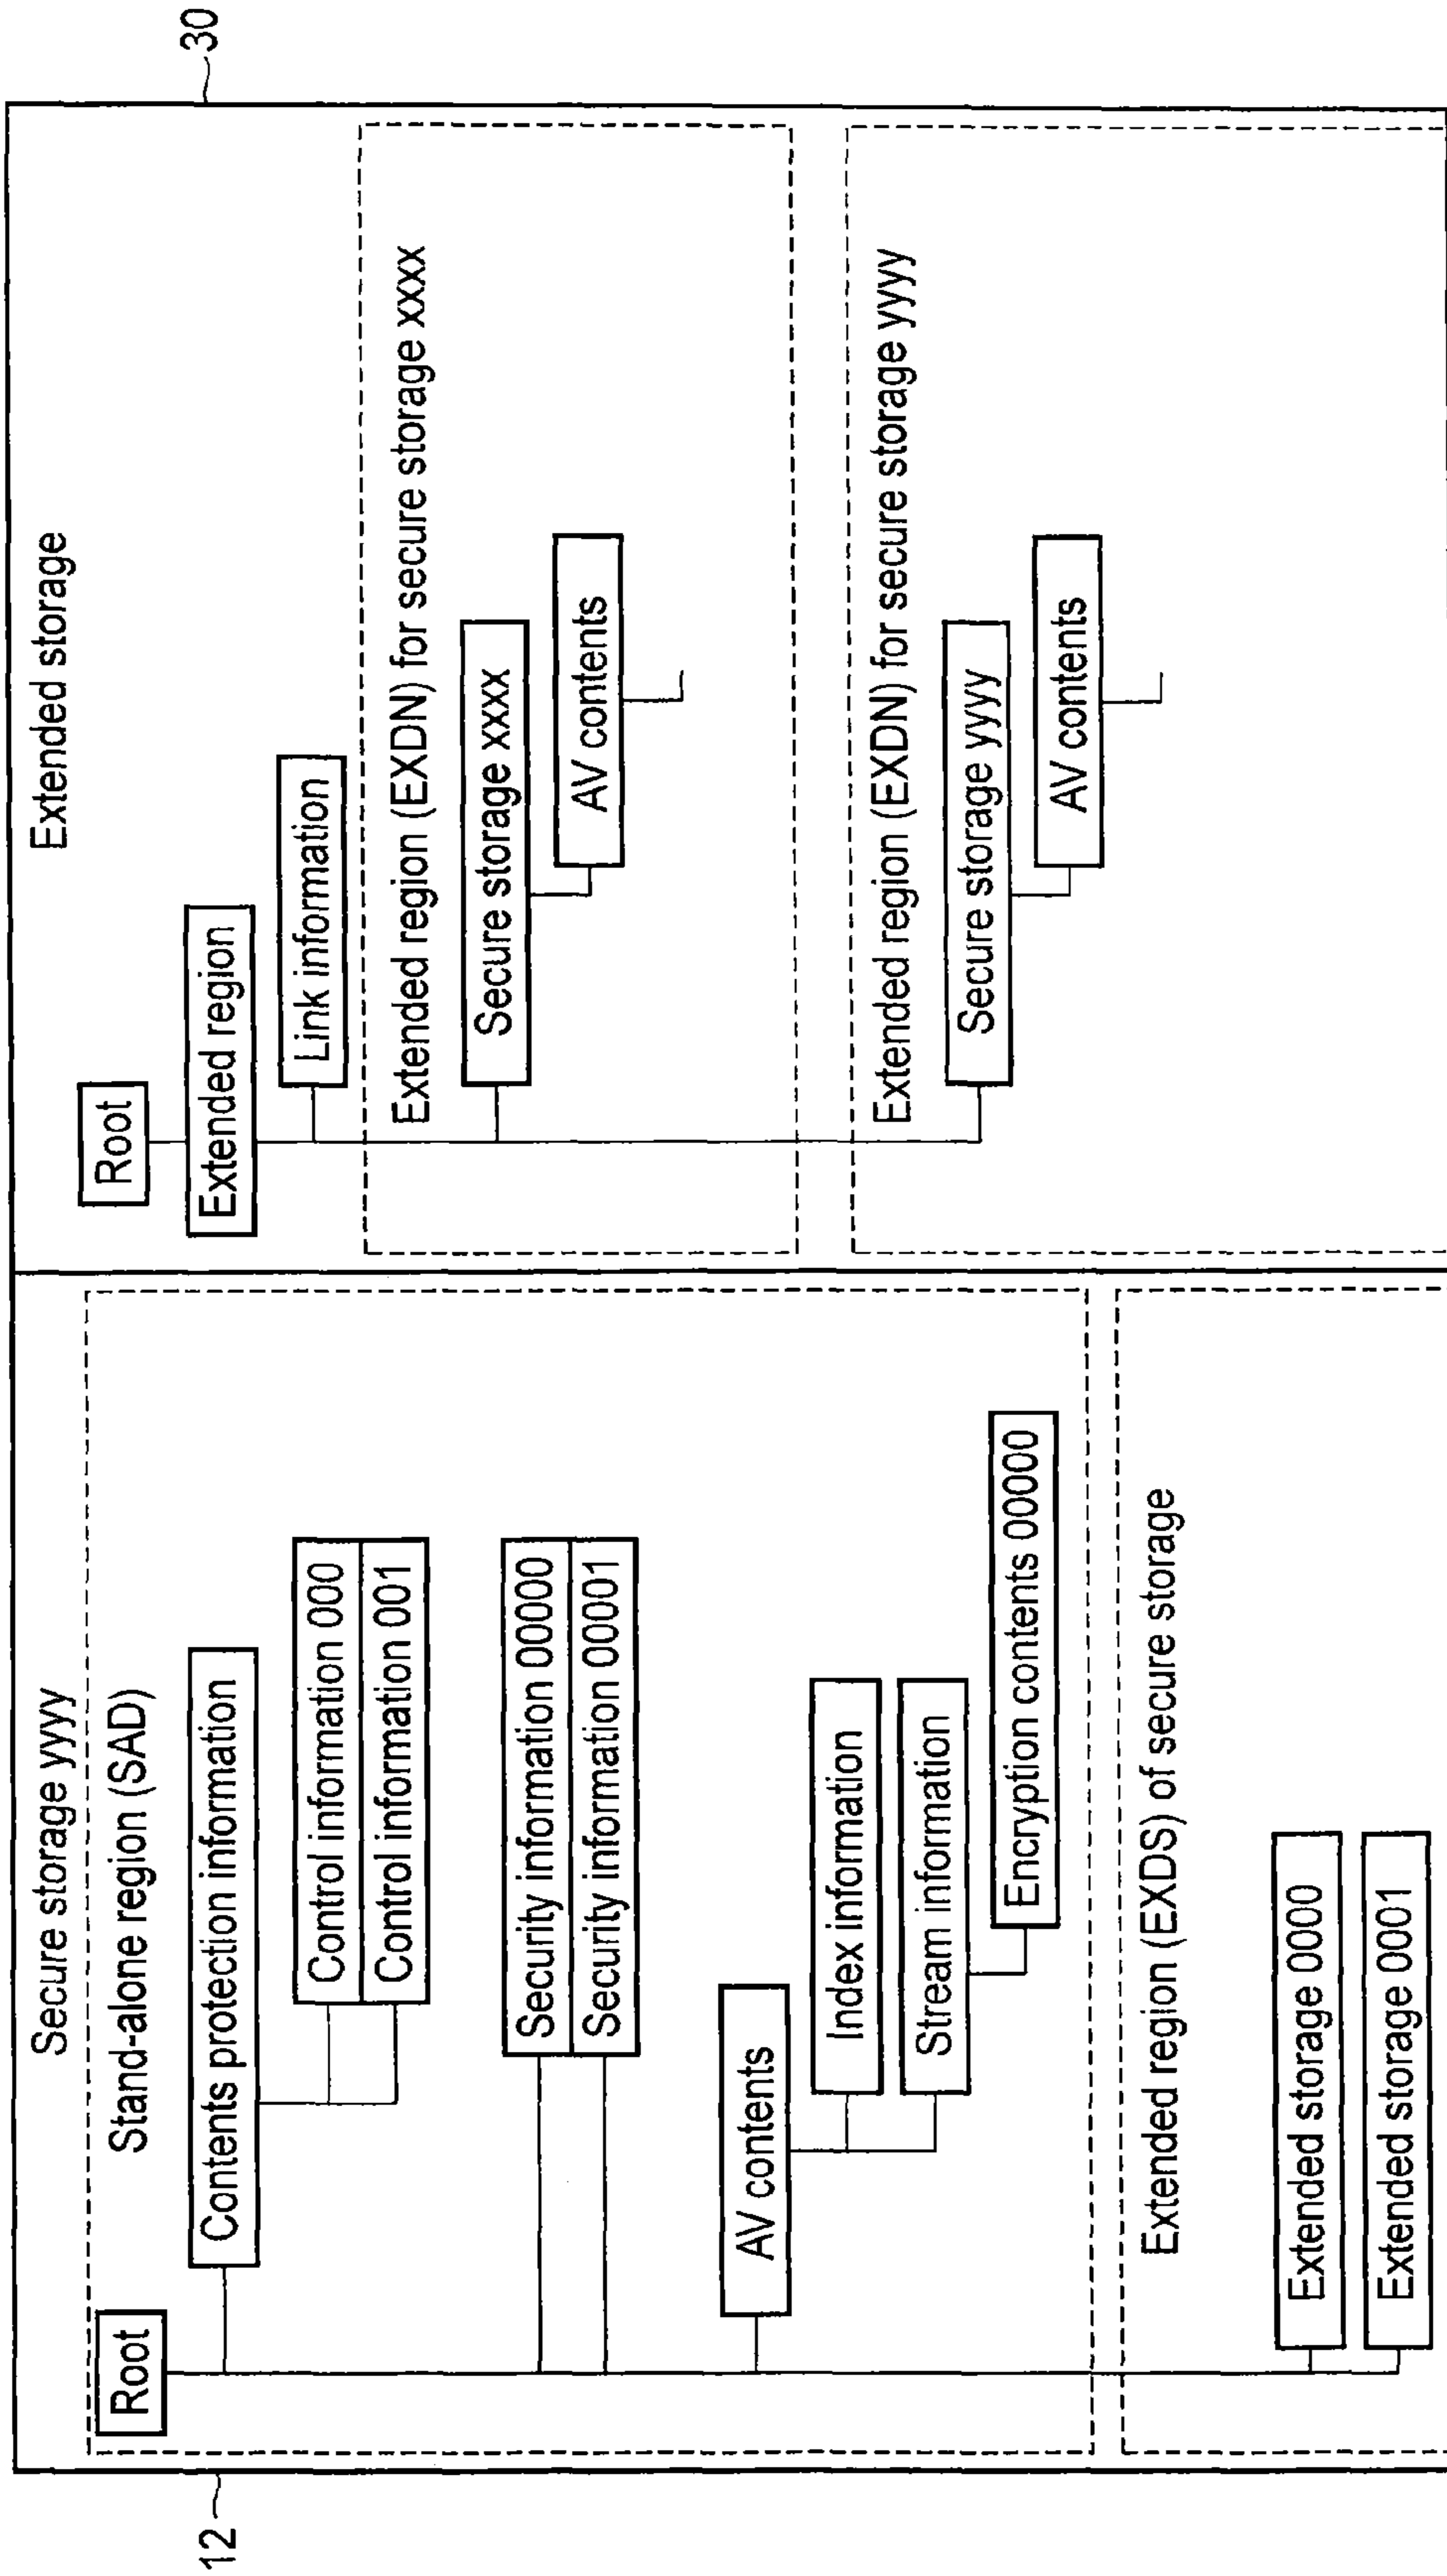 12
Secure storage yyyy
Stand-alone region (SAD)
Root
Contents protection information
Control information 000
Control information 001
Security information 00000
Security information 00001
AV contents
Index information
Stream information
Encryption contents 00000
Extended region (EXDS) of secure storage
Extended storage 0000
Extended storage 0001
30
Extended storage
Root
Extended region
Link information
Extended region (EXDN) for secure storage xxxx
Secure storage xxxx
AV contents
Extended region (EXDN) for secure storage yyyy
Secure storage yyyy
AV contents